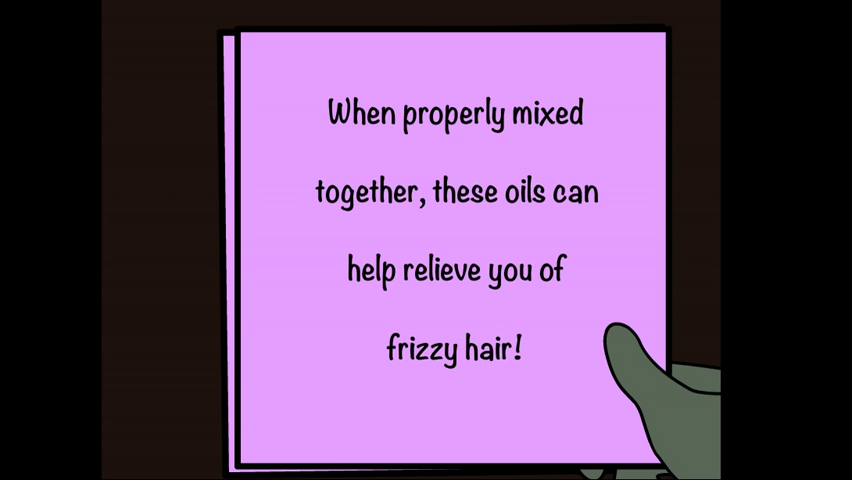 When properly mixed
together, these oils can
help relieve you of
frizzy hair!